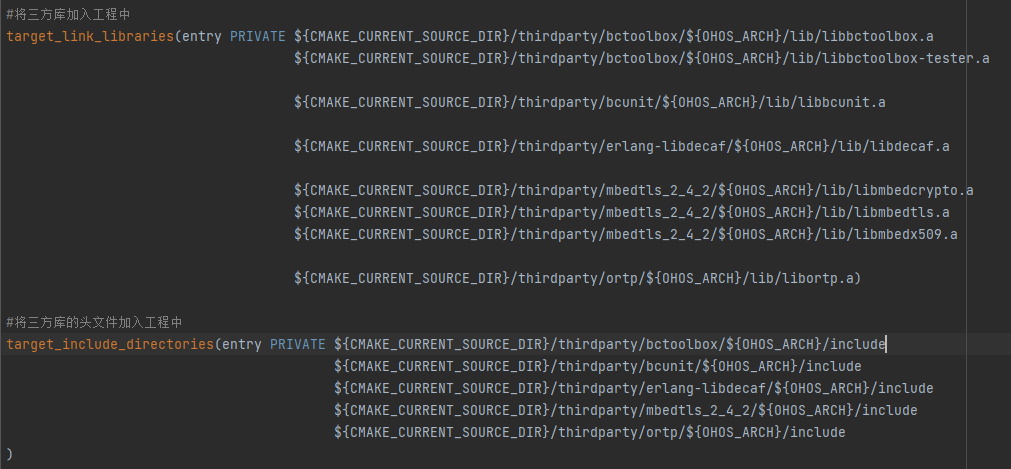 #将三方库加入工程中
target_link_libraries(entry PRIVATE ${CMAKE_CURRENT_SOURCE_DIR}/thirdparty/bctoolbox/${OHOS_ARCH}/lib/libbctoolbox.a
${CMAKE_CURRENT_SOURCE_DIR}/thirdparty/bctoolbox/${OHOS_ARCH}/lib/libbctoolbox-tester.a
${CMAKE_CURRENT_SOURCE_DIR}/thirdparty/bcunit/${OHOS_ARCH}/lib/libbcunit.a
${CMAKE_CURRENT_SOURCE_DIR}/thirdparty/erlang-libdecaf/${OHOS_ARCH}/lib/libdecaf.a
${CMAKE_CURRENT_SOURCE_DIR}/thirdparty/mbedtls_2_4_2/${OHOS_ARCH}/lib/libmbedcrypto.a
${CMAKE_CURRENT_SOURCE_DIR}/thirdparty/mbedtls_2_4_2/${OHOS_ARCH}/lib/libmbedtls.a
${CMAKE_CURRENT_SOURCE_DIR}/thirdparty/mbedtls_2_4_2/${OHOS_ARCH}/lib/libmbedx509.a
${CMAKE_CURRENT_SOURCE_DIR}/thirdparty/ortp/${OHOS_ARCH}/lib/libortp.a)
#将三方库的头文件加入工程中
target_include_directories(entry PRIVATE ${CMAKE_CURRENT_SOURCE_DIR}/thirdparty/bctoolbox/${OHOS_ARCH}/include
${CMAKE_CURRENT_SOURCE_DIR}/thirdparty/bcunit/${OHOS_ARCH}/include
${CMAKE_CURRENT_SOURCE_DIR}/thirdparty/erlang-libdecaf/${OHOS_ARCH}/include
${CMAKE_CURRENT_SOURCE_DIR}/thirdparty/mbedtls_2_4_2/${OHOS_ARCH}/include
${CMAKE_CURRENT_SOURCE_DIR}/thirdparty/ortp/${OHOS_ARCH}/include
)